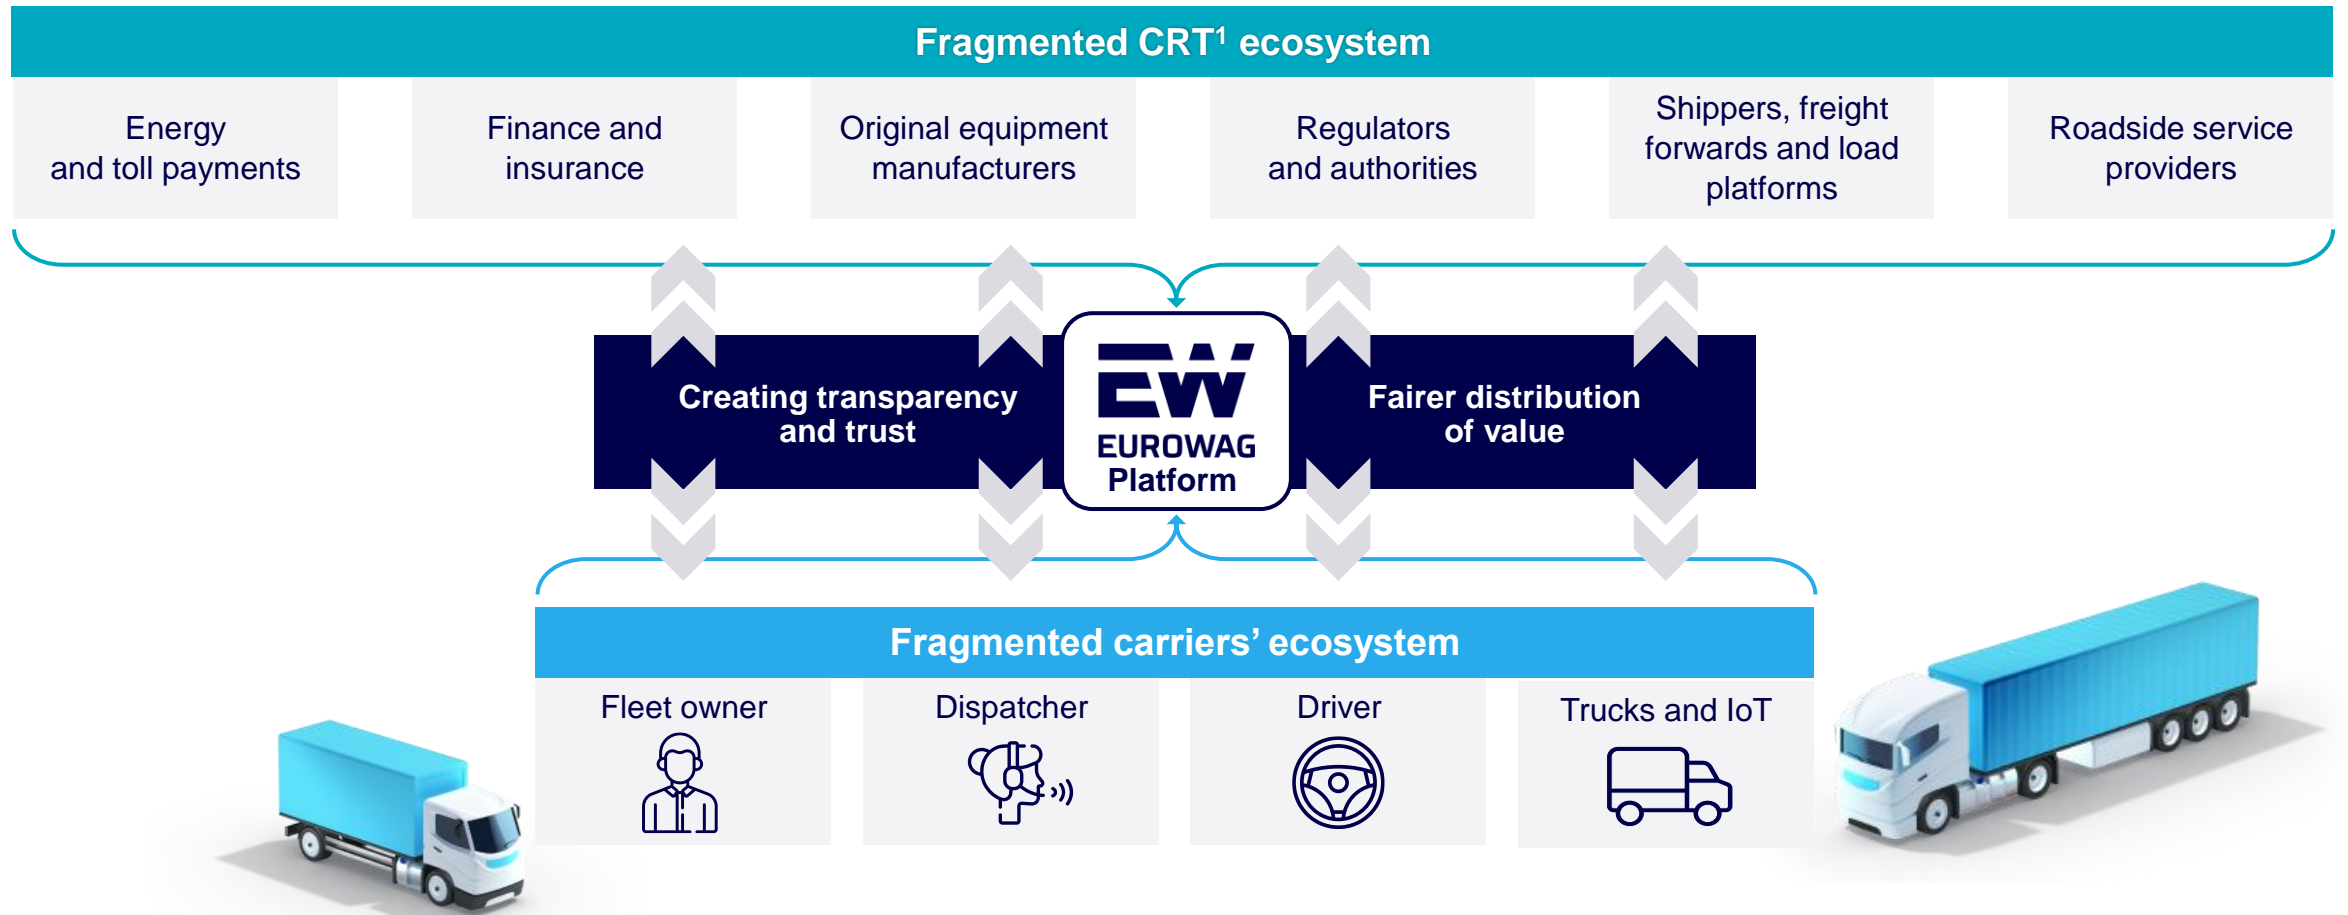 Fragmented CRT¹ ecosystem
Energy
and toll payments
Finance and
insurance
Original equipment
manufacturers
Regulators
and authorities
Shippers, freight
forwards and load
platforms
Roadside service
providers
Creating transparency
and trust
EW
EUROWAG
Platform
Fairer distribution
of value
Fragmented carriers’ ecosystem
Fleet owner
Dispatcher
Driver
Trucks and IoT